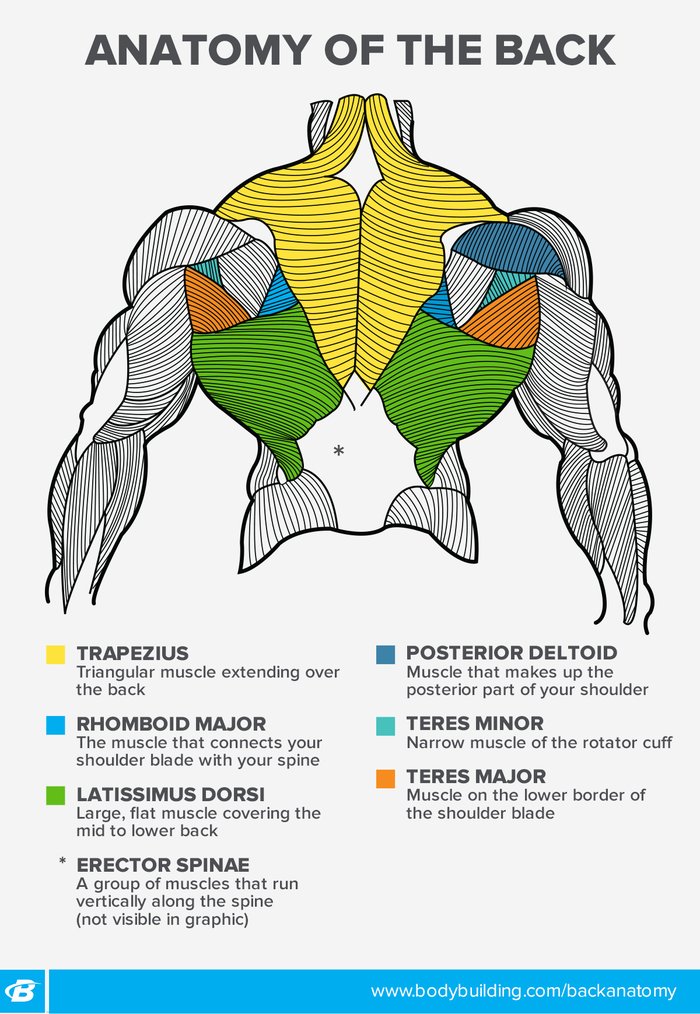 ANATOMY OF THE BACK
*
TRAPEZIUS
Triangular muscle extending over
the back
RHOMBOID MAJOR
The muscle that connects your
shoulder blade with your spine
LATISSIMUS DORSI
Large, flat muscle covering the
mid to lower back
* ERECTOR SPINAE
A group of muscles that run
vertically along the spine
(not visible in graphic)
POSTERIOR DELTOID
Muscle that makes up the
posterior part of your shoulder
TERES MINOR
Narrow muscle of the rotator cuff
TERES MAJOR
Muscle on the lower border of
the shoulder blade
B
www.bodybuilding.com/backanatomy